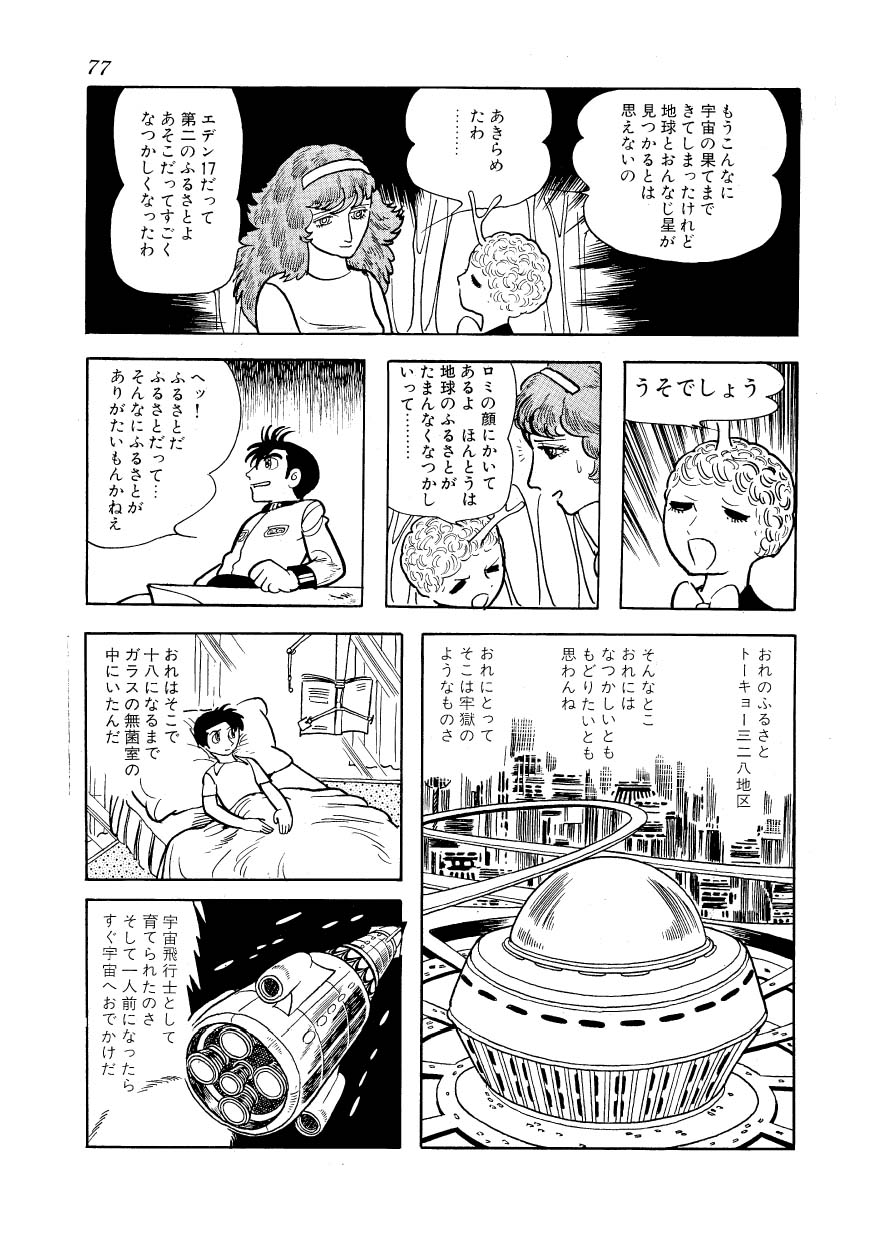 77
もうこんなに
宇宙の果てまで
きてしまったけれど
地球とおんなじ星が
見つかるとは
思えないの
あきらめ
たわ
………
エデン17だって
第二のふるさとよ
あそこだってすごく
なつかしくなったわ
うそでしょう
ロミの顔にかいて
あるよ ほんとうは
地球のふるさとが
たまんなくなつかし
いって………
ヘッ!
ふるさとだ
ふるさとだって…
そんなにふるさとが
ありがたいもんかねえ
おれのふるさと
トーキョー三二八地区
そんなとこ
おれには
なつかしいとも
もどりたいとも
思わんね
おれにとって
そこは牢獄の
ようなものさ
おれはそこで
十八になるまで
ガラスの無菌室の
中にいたんだ
宇宙飛行士として
育てられたのさ
そして一人前になったら
すぐ宇宙へおでかけだ